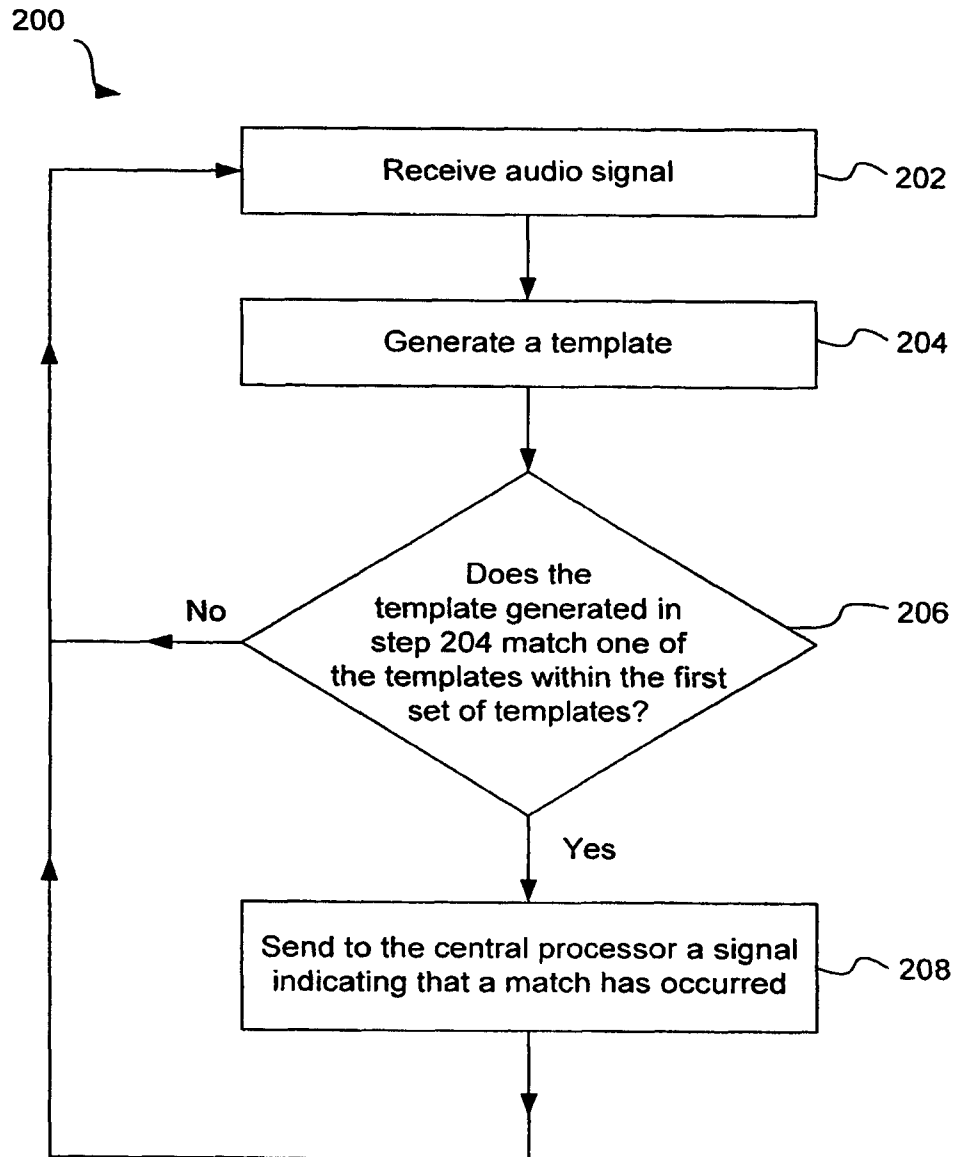 200
Receive audio signal
202
Generate a template
204
Does the
template generated in
step 204 match one of
the templates within the first
set of templates?
206
No
Yes
Send to the central processor a signal
indicating that a match has occurred
208